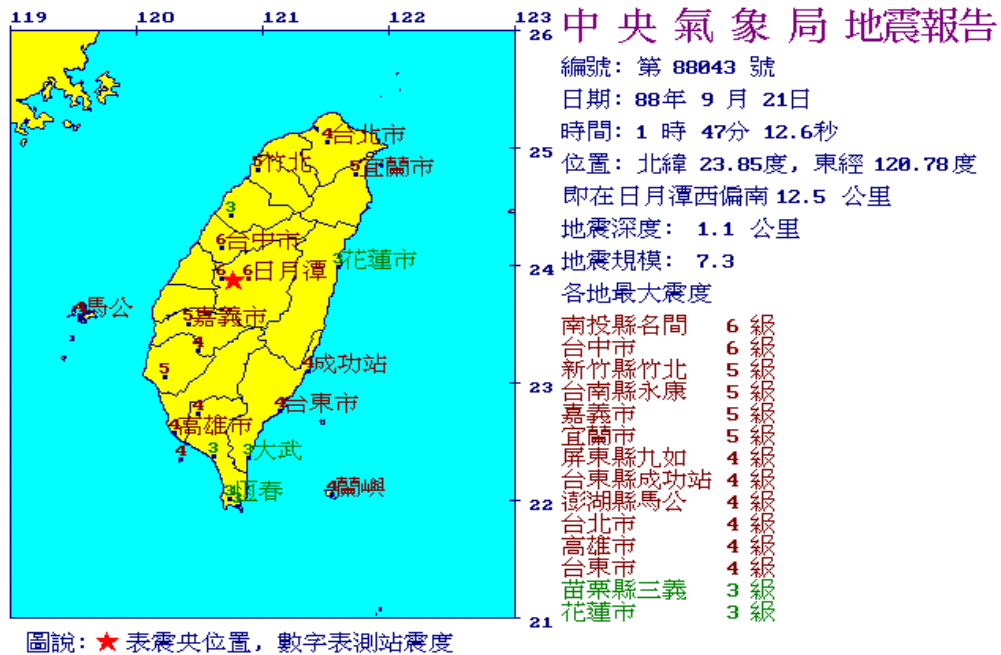 119 120 121 122 123
26
25
24
23
22
21
4台北市
5竹北
5宜蘭市
3
6台中市
3花蓮市
6 6日月潭
4馬公
5嘉義市
4
4成功站
5
4台東市
4
4高雄市
4
3
3大武
4蘭嶼
3恆春
圖說: ★ 表震央位置, 數字表測站震度
中央氣象局地震報告
編號: 第 88043 號
日期: 88年 9 月 21日
時間: 1 時 47分 12.6秒
位置: 北緯 23.85度, 東經 120.78度
即在日月潭西偏南 12.5 公里
地震深度: 1.1 公里
地震規模: 7.3
各地最大震度
南投縣名間 6 級
台中市 6 級
新竹縣竹北 5 級
台南縣永康 5 級
嘉義市 5 級
宜蘭市 5 級
屏東縣九如 4 級
台東縣成功站 4 級
澎湖縣馬公 4 級
台北市 4 級
高雄市 4 級
台東市 4 級
苗栗縣三義 3 級
花蓮市 3 級